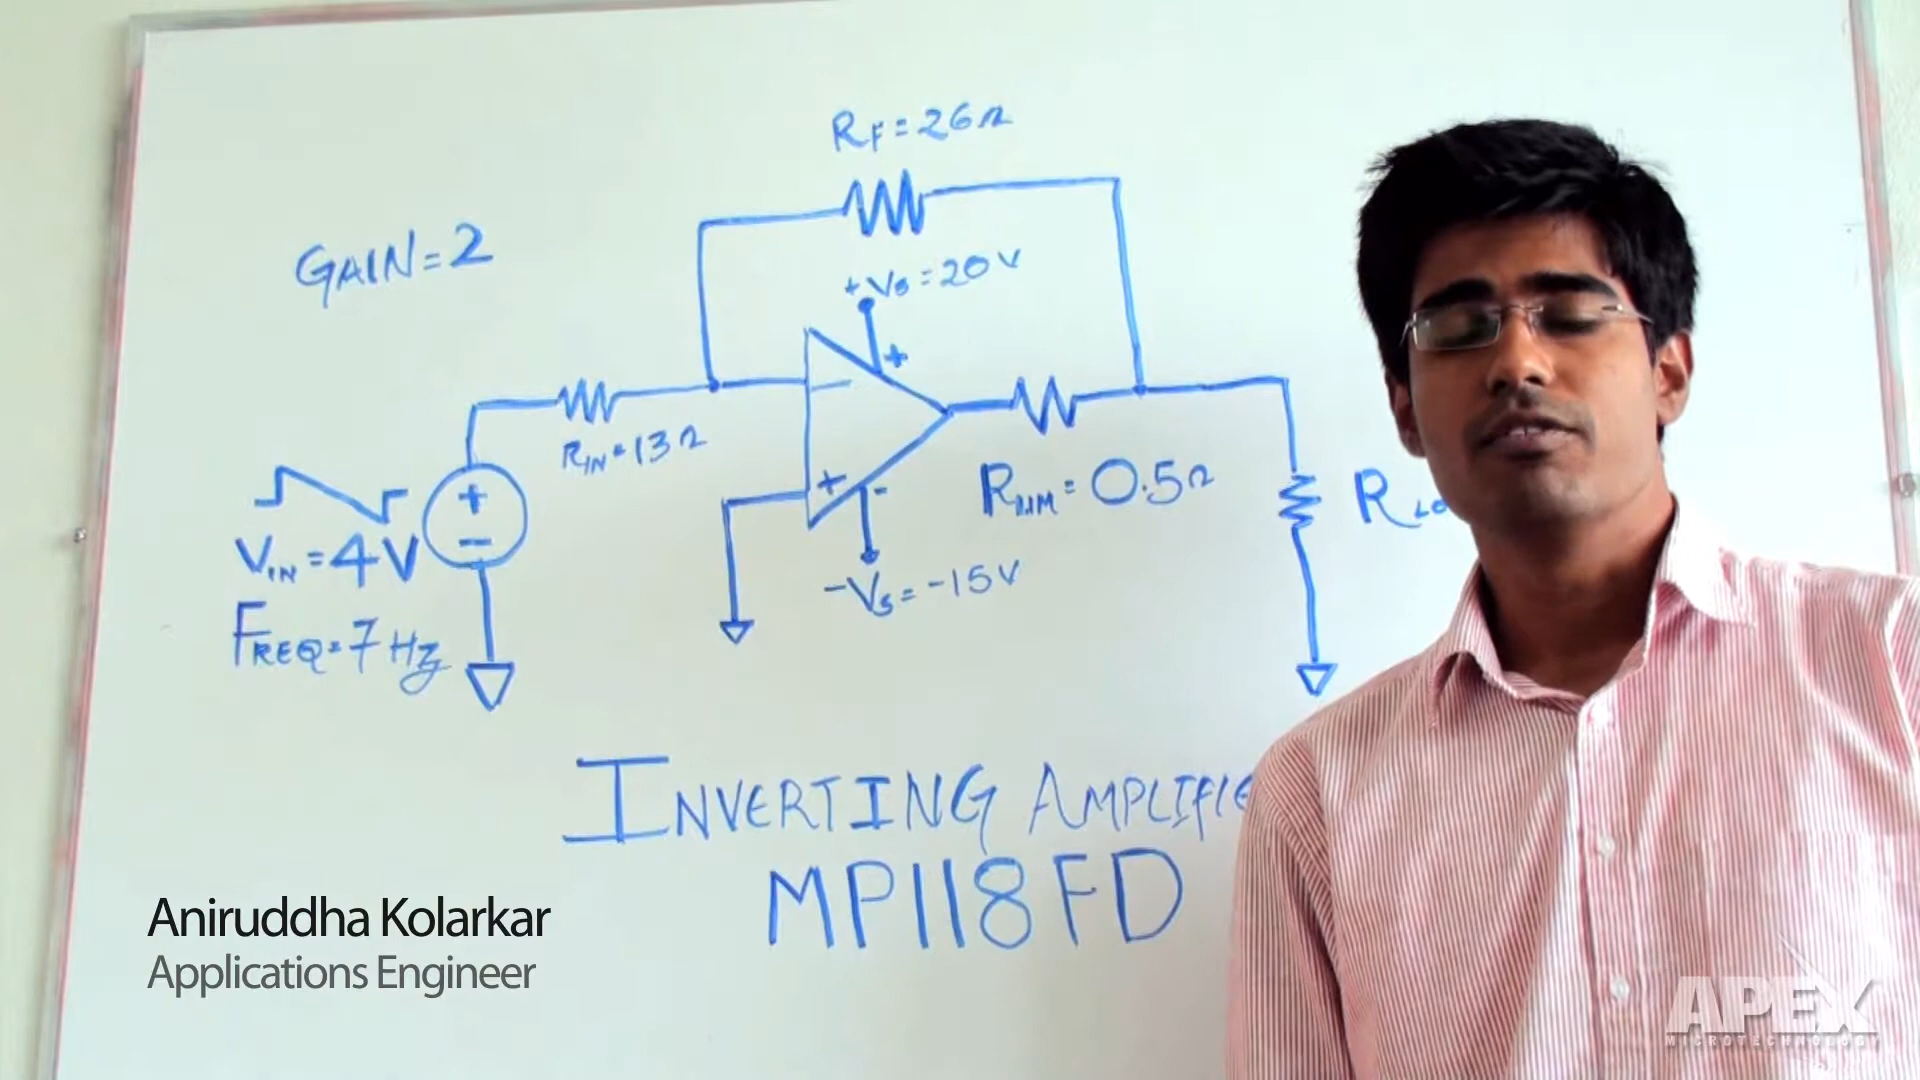 RF = 26Ω
GAIN = 2
+Vs = 20V
+
−
RIN = 13Ω
+
+
-
RLIM = 0.5Ω
VIN = 4V
−
-Vs = -15V
FREQ = 7Hz
INVERTING AMPLIFIE
MP118FD
Aniruddha Kolarkar
Applications Engineer
APEX
MICROTECHNOLOGY